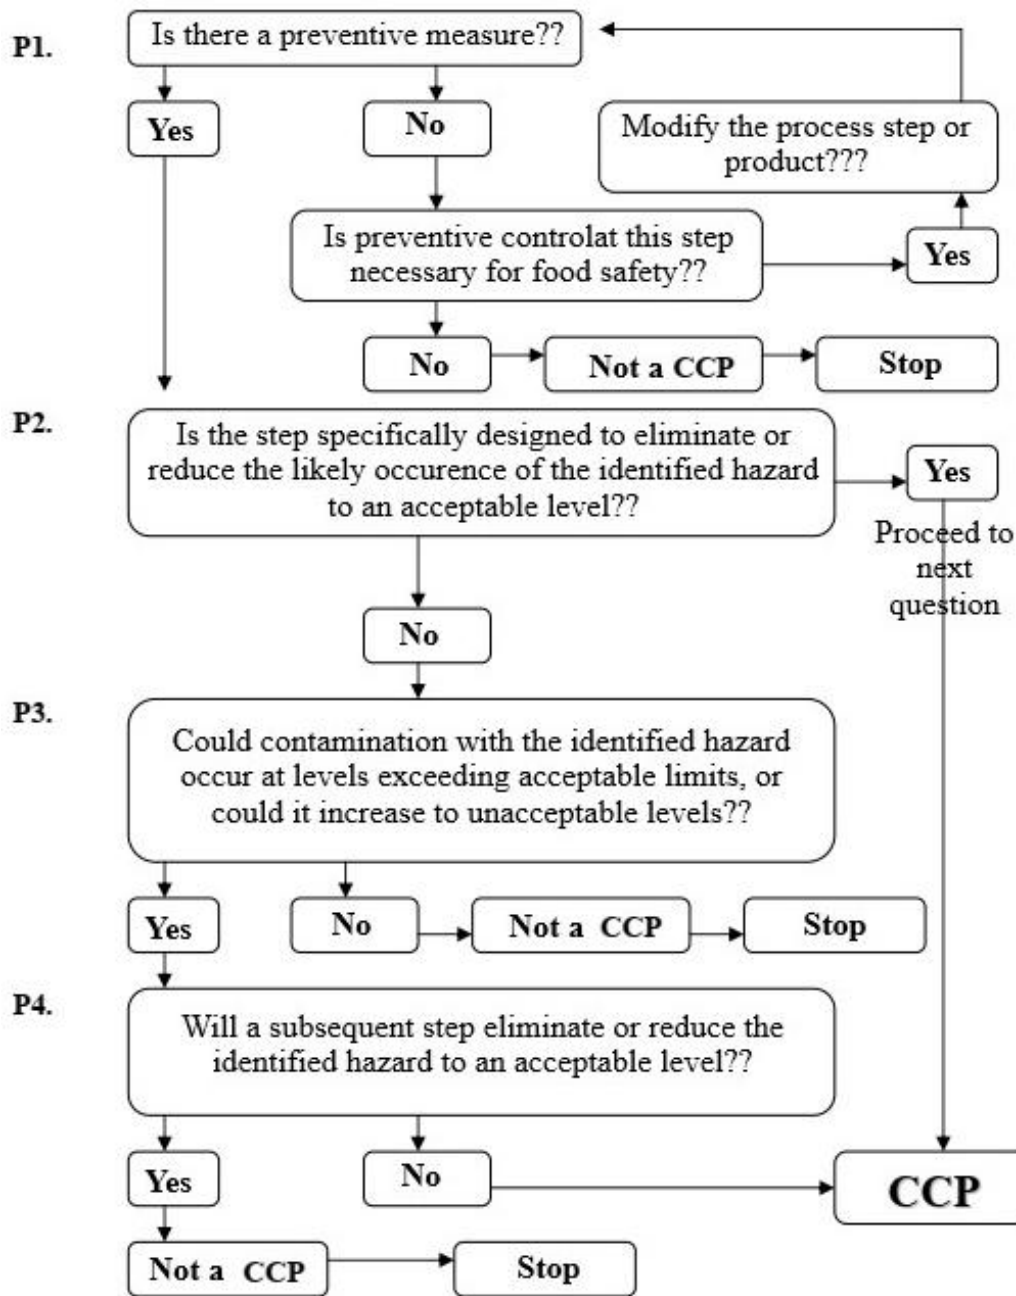 P1.
Is there a preventive measure??
Yes
No
Modify the process step or
product???
Is preventive controlat this step
necessary for food safety??
Yes
No
Not a CCP
Stop
P2.
Is the step specifically designed to eliminate or
reduce the likely occurence of the identified hazard
to an acceptable level??
Yes
Proceed to
next
question
No
P3.
Could contamination with the identified hazard
occur at levels exceeding acceptable limits, or
could it increase to unacceptable levels??
Yes
No
Not a CCP
Stop
P4.
Will a subsequent step eliminate or reduce the
identified hazard to an acceptable level??
Yes
No
CCP
Not a CCP
Stop